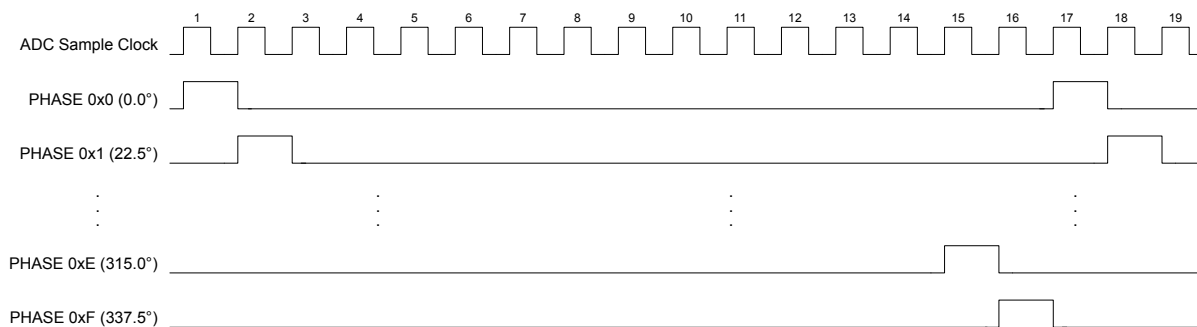 1 2 3 4 5 6 7 8 9 10 11 12 13 14 15 16 17 18 19
ADC Sample Clock
PHASE 0x0 (0.0°)
PHASE 0x1 (22.5°)
PHASE 0xE (315.0°)
PHASE 0xF (337.5°)